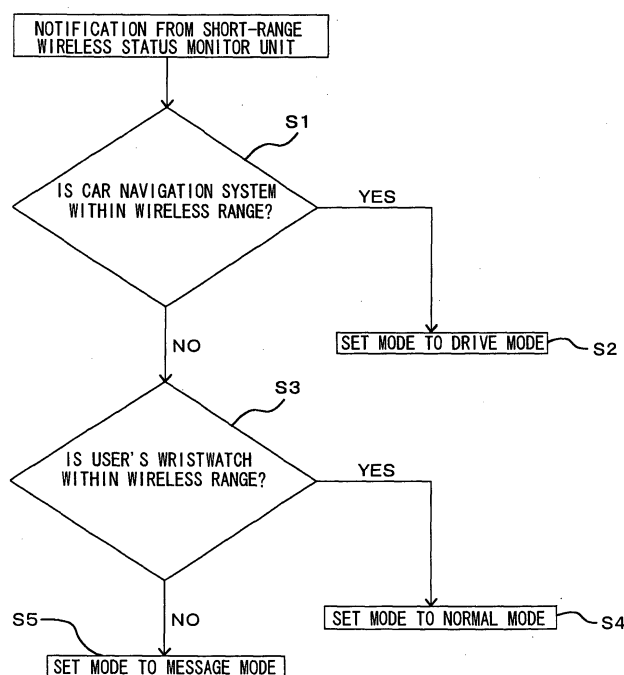 NOTIFICATION FROM SHORT-RANGE
WIRELESS STATUS MONITOR UNIT
S1
IS CAR NAVIGATION SYSTEM
WITHIN WIRELESS RANGE?
YES
SET MODE TO DRIVE MODE
S2
NO
S3
IS USER'S WRISTWATCH
WITHIN WIRELESS RANGE?
YES
SET MODE TO NORMAL MODE
S4
NO
S5
SET MODE TO MESSAGE MODE